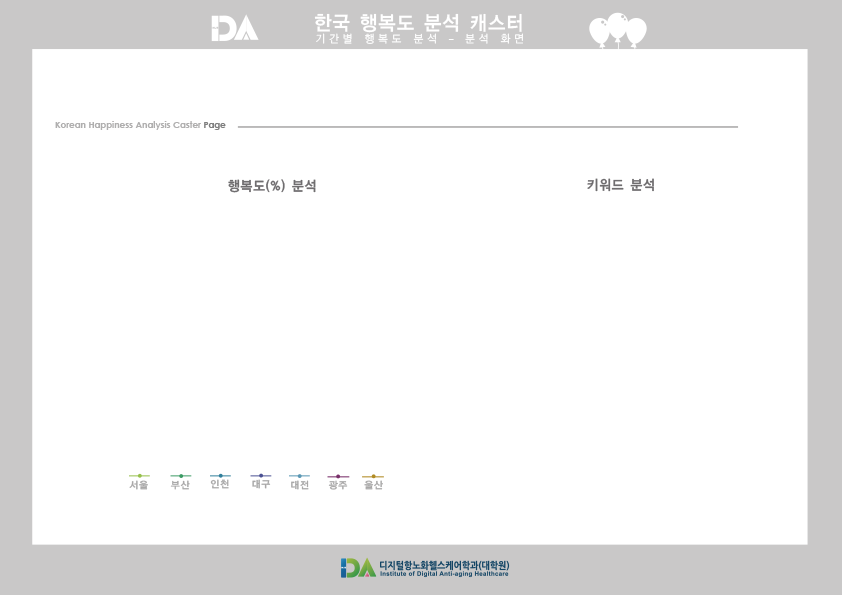 IDA
한국 행복도 분석 캐스터
기간별 행복도 분석 - 분석 화면
Korean Happiness Analysis Caster Page
행복도(%) 분석
키워드 분석
서울 부산 인천 대구 대전 광주 울산
IDA 디지털항노화헬스케어학과(대학원)
Institute of Digital Anti-aging Healthcare